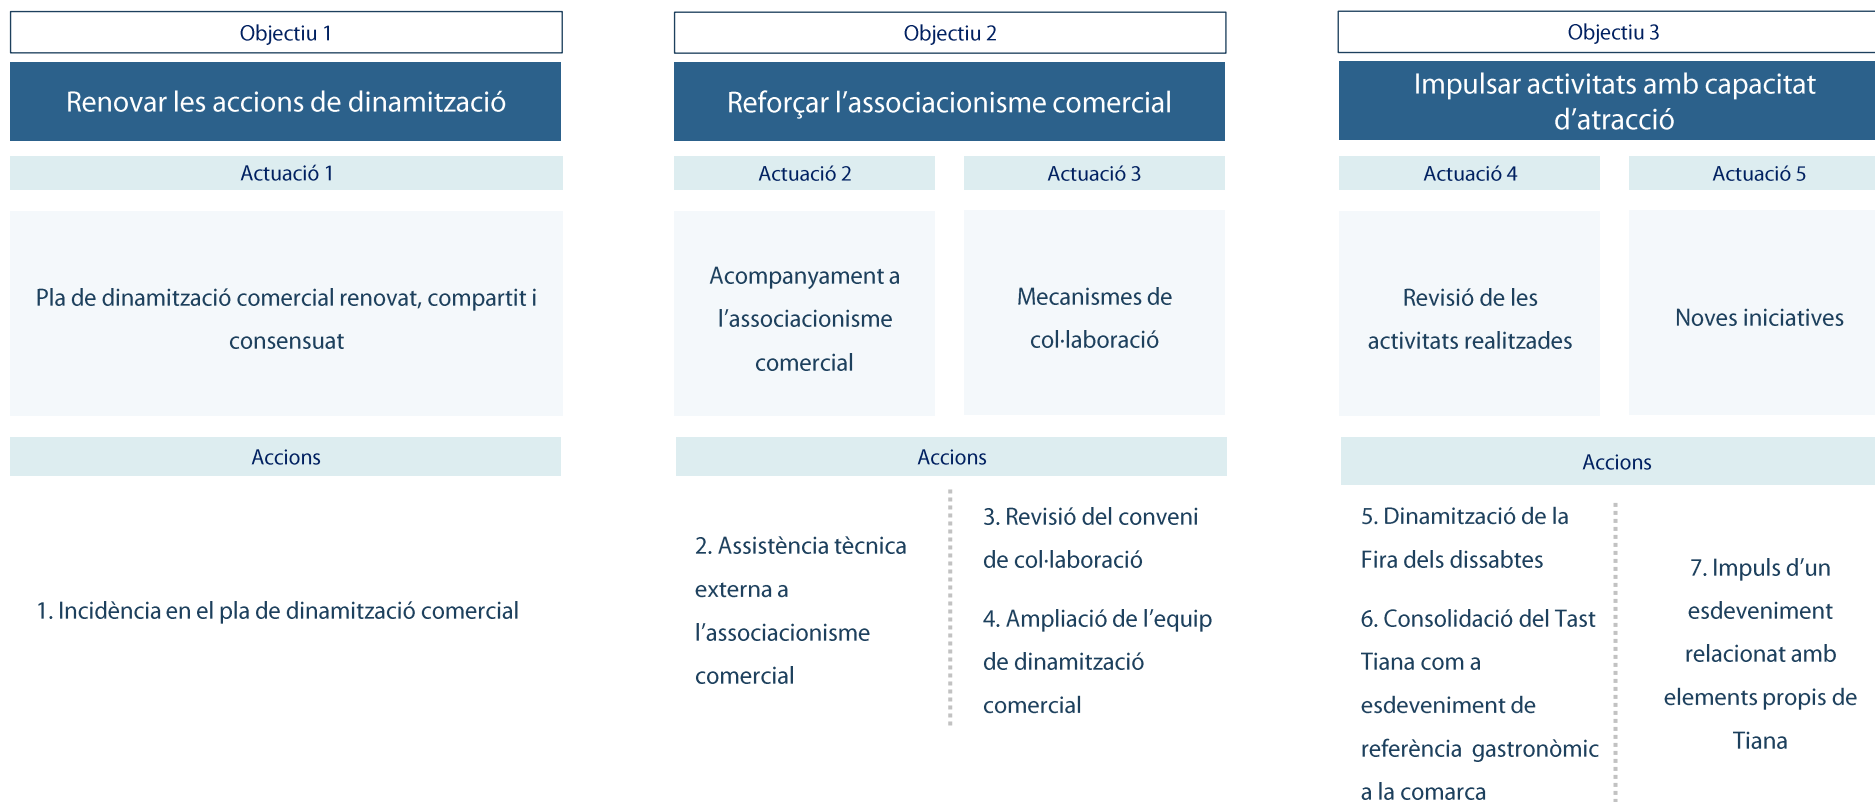 Objectiu 1
Renovar les accions de dinamització
Actuació 1
Pla de dinamització comercial renovat, compartit i
consensuat
Accions
1. Incidència en el pla de dinamització comercial
Objectiu 2
Reforçar l’associacionisme comercial
Actuació 2
Acompanyament a
l’associacionisme
comercial
Actuació 3
Mecanismes de
col·laboració
Accions
2. Assistència tècnica
externa a
l’associacionisme
comercial
3. Revisió del conveni
de col·laboració
4. Ampliació de l’equip
de dinamització
comercial
Objectiu 3
Impulsar activitats amb capacitat
d’atracció
Actuació 4
Revisió de les
activitats realitzades
Actuació 5
Noves iniciatives
Accions
5. Dinamització de la
Fira dels dissabtes
6. Consolidació del Tast
Tiana com a
esdeveniment de
referència gastronòmic
a la comarca
7. Impuls d’un
esdeveniment
relacionat amb
elements propis de
Tiana